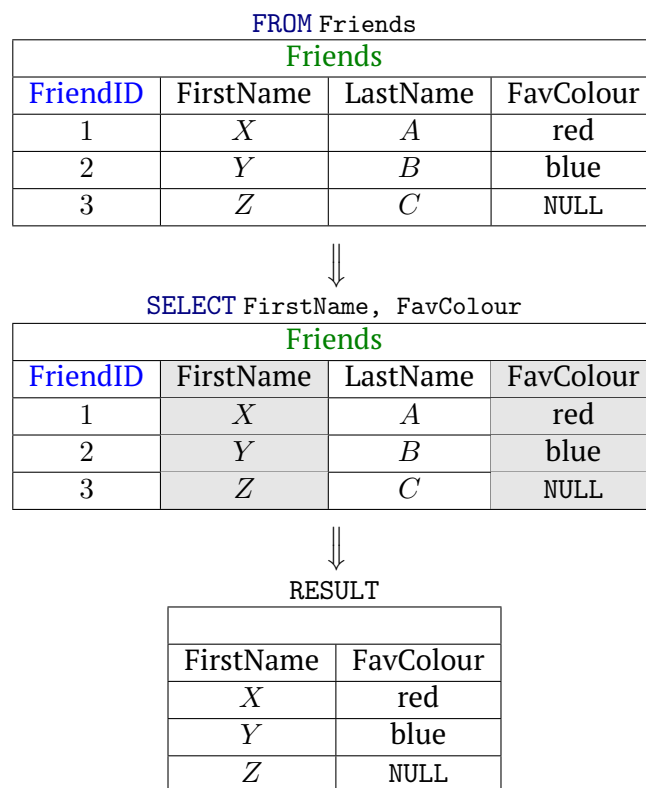 FROM Friends
Friends
FriendID FirstName LastName FavColour
1 X A red
2 Y B blue
3 Z C NULL
⇓
SELECT FirstName, FavColour
Friends
FriendID FirstName LastName FavColour
1 X A red
2 Y B blue
3 Z C NULL
⇓
RESULT
FirstName FavColour
X red
Y blue
Z NULL